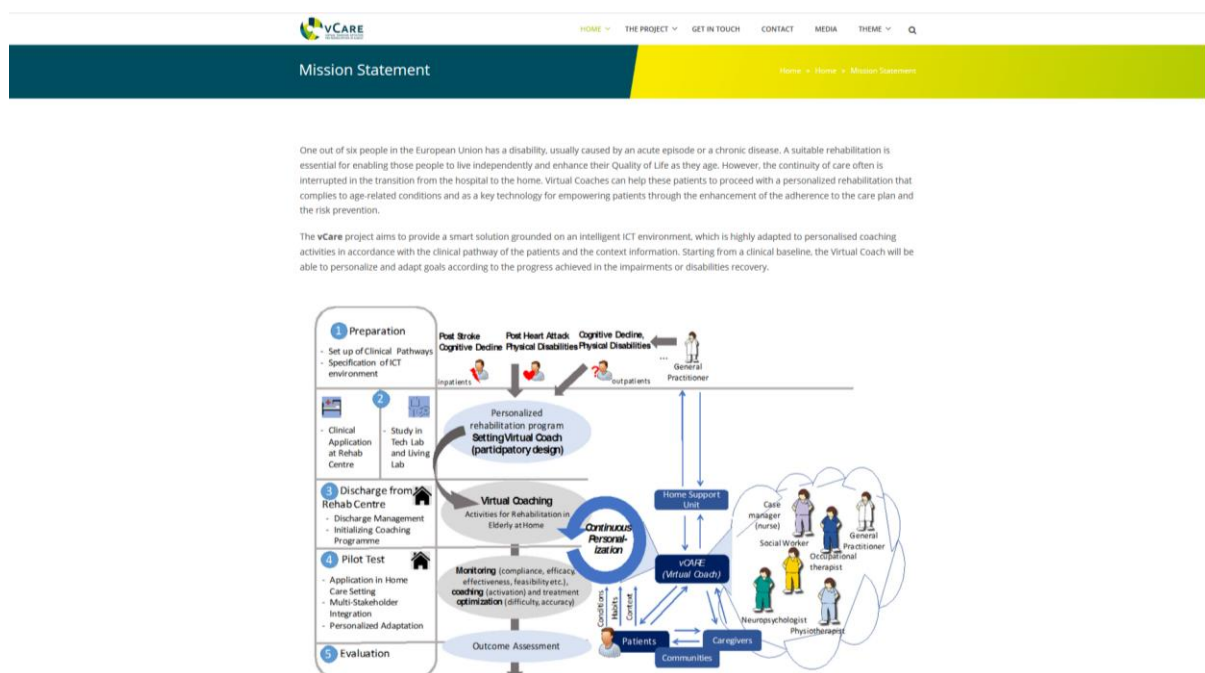 vCARE
HOME
THE PROJECT
GET IN TOUCH
CONTACT
MEDIA
THEME
Mission Statement
Home » Home » Mission Statement
One out of six people in the European Union has a disability, usually caused by an acute episode or a chronic disease. A suitable rehabilitation is
essential for enabling those people to live independently and enhance their Quality of Life as they age. However, the continuity of care often is
interrupted in the transition from the hospital to the home. Virtual Coaches can help these patients to proceed with a personalized rehabilitation that
complies to age-related conditions and as a key technology for empowering patients through the enhancement of the adherence to the care plan and
the risk prevention.
The vCare project aims to provide a smart solution grounded on an intelligent ICT environment, which is highly adapted to personalised coaching
activities in accordance with the clinical pathway of the patients and the context information. Starting from a clinical baseline, the Virtual Coach will be
able to personalize and adapt goals according to the progress achieved in the impairments or disabilities recovery.
1 Preparation
- Set up of Clinical Pathways
- Specification of ICT
environment
Post Stroke
Cognitive Decline
Post Heart Attack
Physical Disabilities
Cognitive Decline,
Physical Disabilities
...
General
Practitioner
inpatients
?
outpatients
2
- Clinical
Application
at Rehab
Centre
- Study in
Tech Lab
and Living
Lab
Personalized
rehabilitation program
Setting Virtual Coach
(participatory design)
3 Discharge from
Rehab Centre
- Discharge Management
- Initializing Coaching
Programme
Virtual Coaching
Activities for Rehabilitation in
Elderly at Home
Continuous
Personal-
ization
Home Support
Unit
vCARE
(Virtual Coach)
Case
manager
(nurse)
General
Practitioner
Social Worker
Occupational
therapist
Neuropsychologist
Physiotherapist
4 Pilot Test
- Application in Home
Care Setting
- Multi-Stakeholder
Integration
- Personalized Adaptation
Monitoring (compliance, efficacy,
effectiveness, feasibility etc.),
coaching (activation) and treatment
optimization (difficulty, accuracy)
Conditions
Habits
Context
Patients
Caregivers
Communities
5 Evaluation
Outcome Assessment